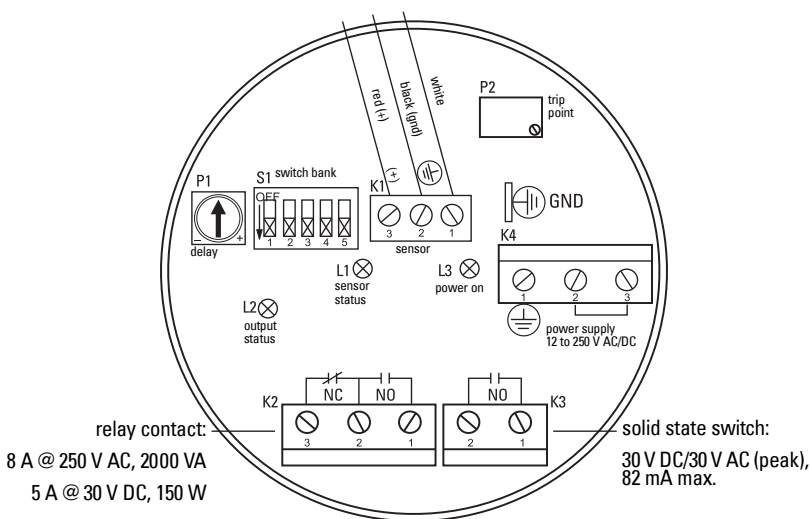 red (+)
black (gnd)
white
(+)
P2
trip
point
P1
S1 switch bank
OFF
1 2 3 4 5
- +
delay
K1
3 2 1
sensor
GND
K4
1 2 3
power supply
12 to 250 V AC/DC
L1
sensor
status
L3
power on
L2
output
status
NC NO
K2
3 2 1
NO
K3
2 1
relay contact:
8 A @ 250 V AC, 2000 VA
5 A @ 30 V DC, 150 W
solid state switch:
30 V DC/30 V AC (peak),
82 mA max.